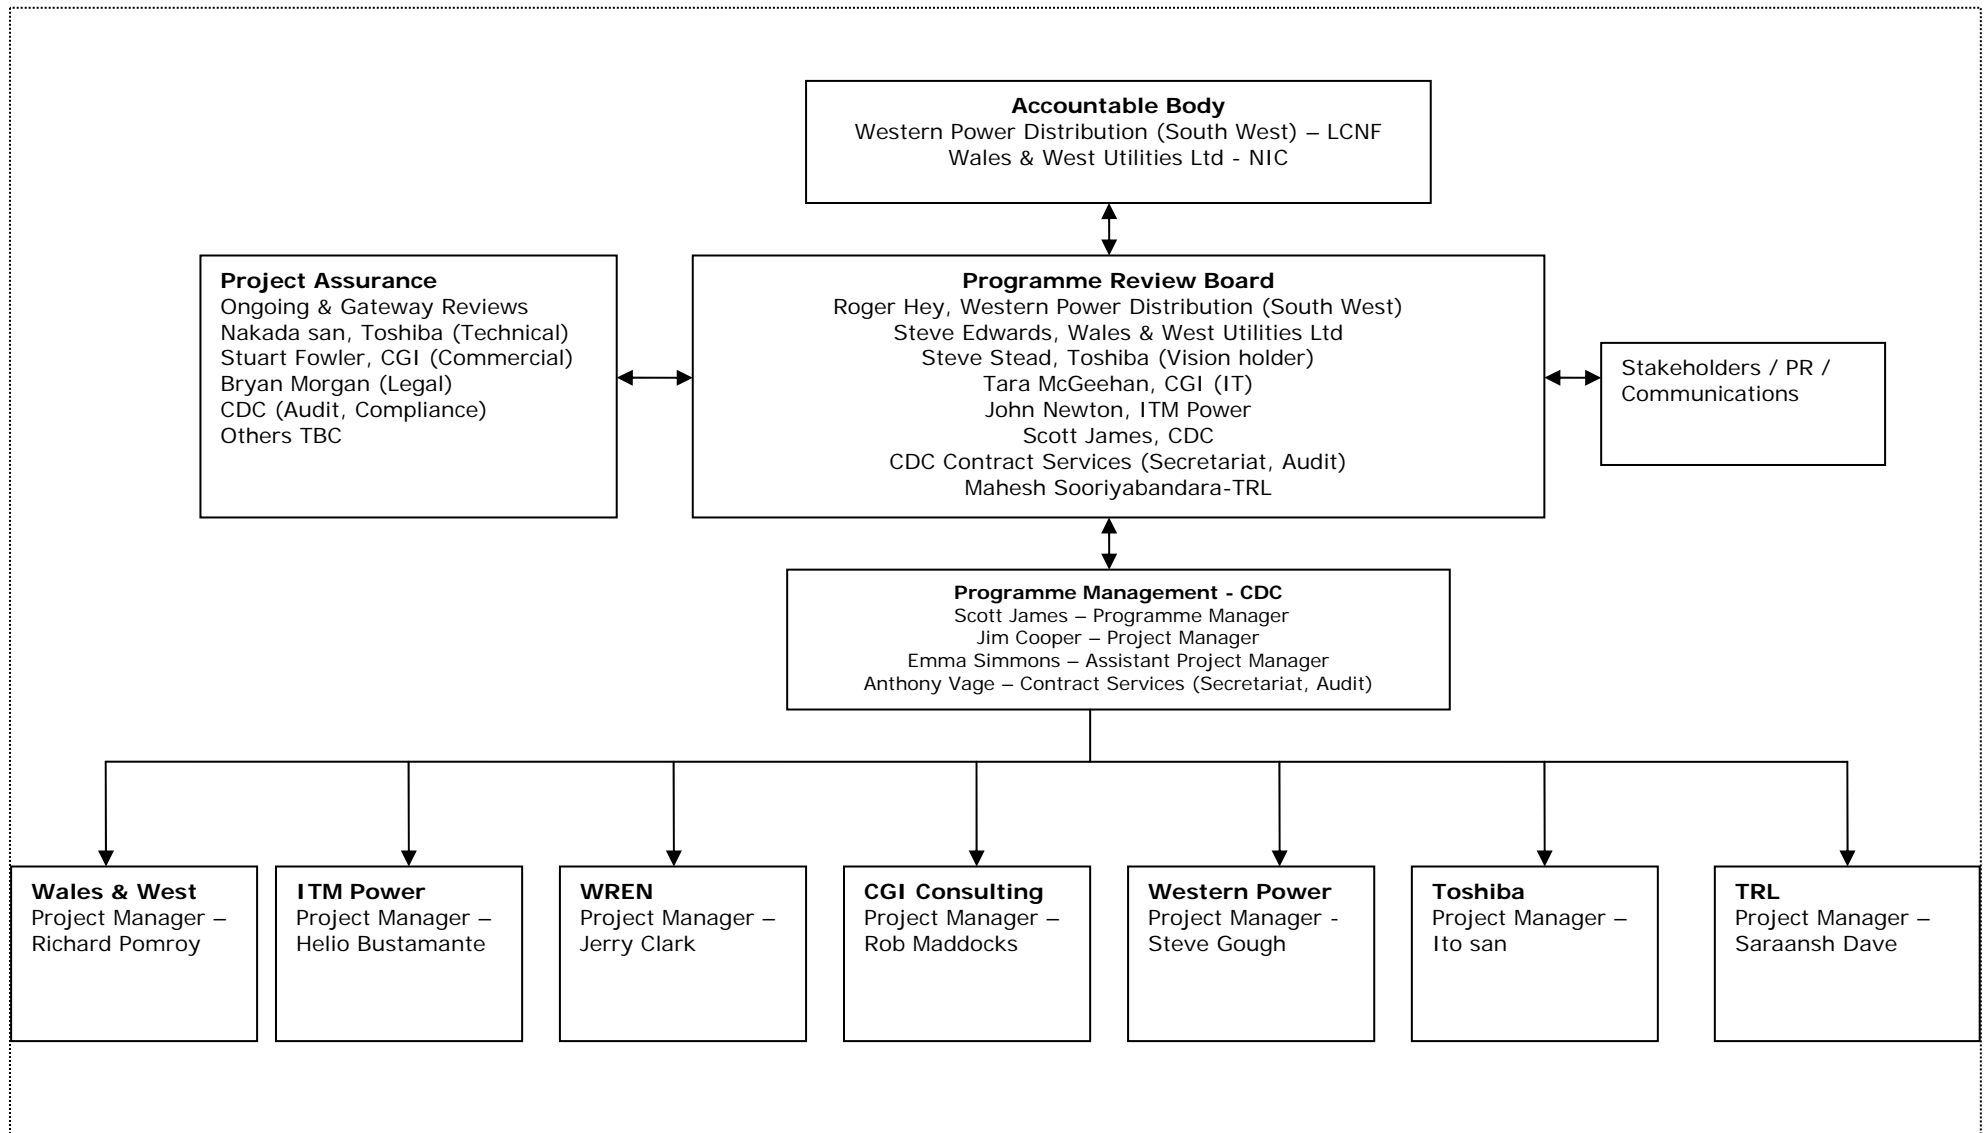 Accountable Body
Western Power Distribution (South West) – LCNF
Wales & West Utilities Ltd - NIC
Project Assurance
Ongoing & Gateway Reviews
Nakada san, Toshiba (Technical)
Stuart Fowler, CGI (Commercial)
Bryan Morgan (Legal)
CDC (Audit, Compliance)
Others TBC
Programme Review Board
Roger Hey, Western Power Distribution (South West)
Steve Edwards, Wales & West Utilities Ltd
Steve Stead, Toshiba (Vision holder)
Tara McGeehan, CGI (IT)
John Newton, ITM Power
Scott James, CDC
CDC Contract Services (Secretariat, Audit)
Mahesh Sooriyabandara-TRL
Stakeholders / PR /
Communications
Programme Management - CDC
Scott James – Programme Manager
Jim Cooper – Project Manager
Emma Simmons – Assistant Project Manager
Anthony Vage – Contract Services (Secretariat, Audit)
Wales & West
Project Manager –
Richard Pomroy
ITM Power
Project Manager –
Helio Bustamante
WREN
Project Manager –
Jerry Clark
CGI Consulting
Project Manager –
Rob Maddocks
Western Power
Project Manager -
Steve Gough
Toshiba
Project Manager –
Ito san
TRL
Project Manager –
Saraansh Dave